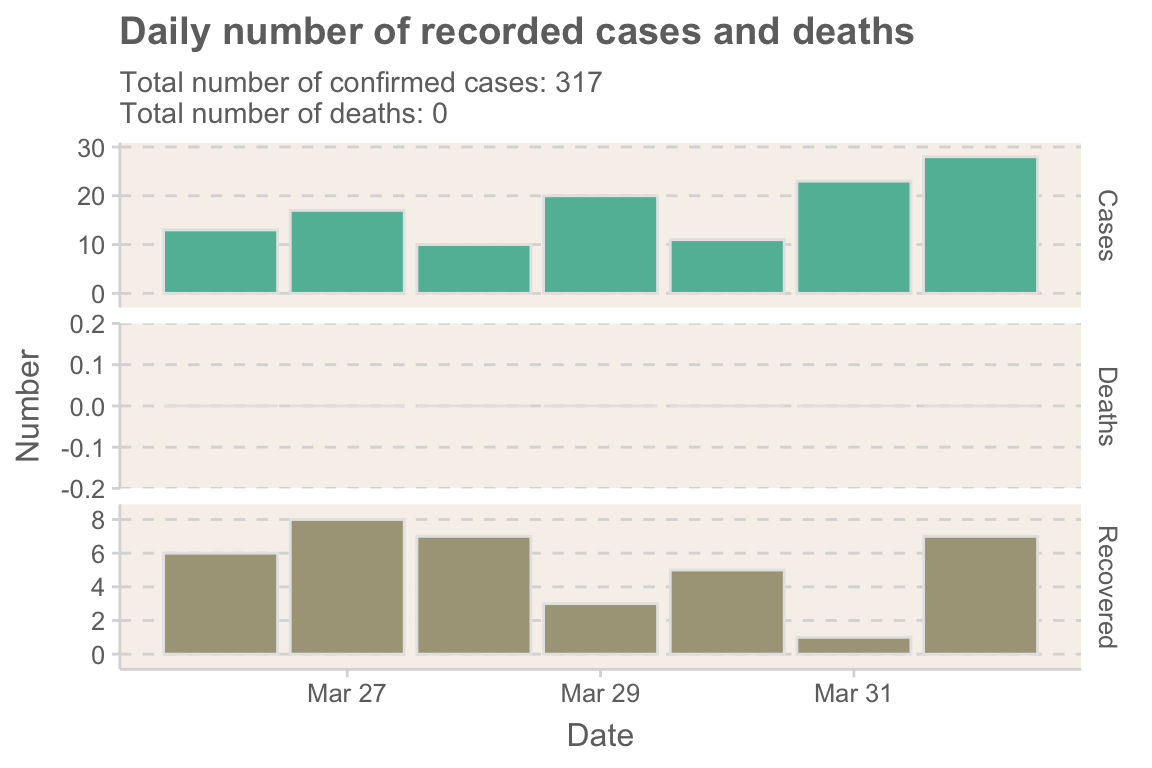 Daily number of recorded cases and deaths
Total number of confirmed cases: 317
Total number of deaths: 0
30
20
10
0
Cases
0.2
0.1
0.0
-0.1
-0.2
Deaths
Number
8
6
4
2
0
Recovered
Mar 27
Mar 29
Mar 31
Date